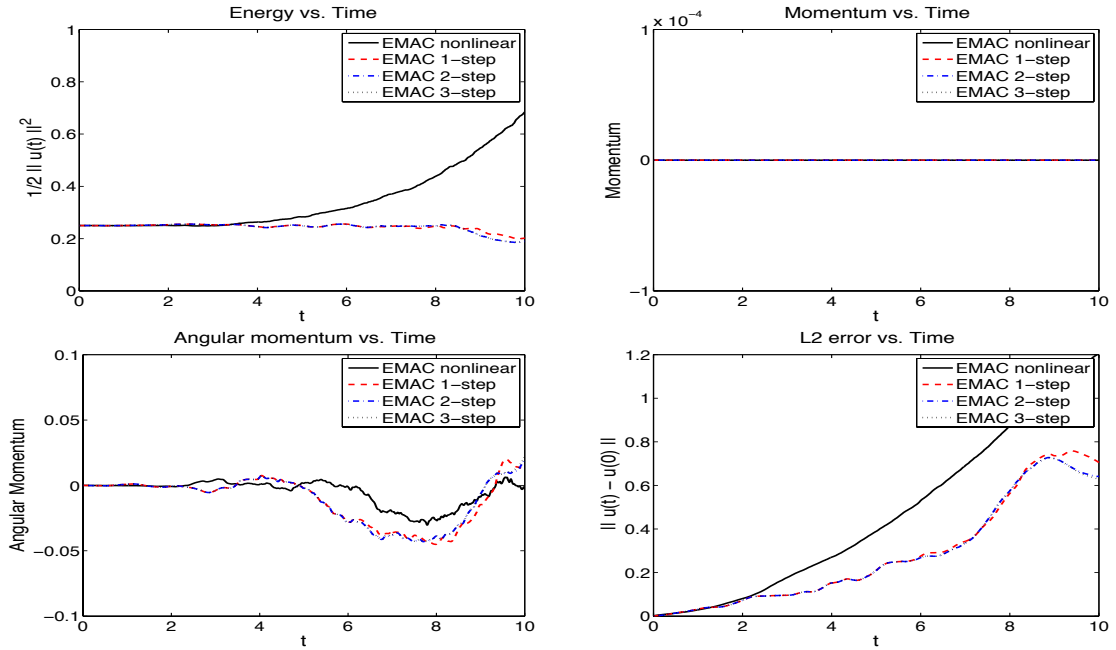 Energy vs. Time
1
0.8
0.6
0.4
0.2
0
0 2 4 6 8 10
1/2 || u(t) ||^2
t
EMAC nonlinear
EMAC 1-step
EMAC 2-step
EMAC 3-step
Momentum vs. Time
1 x 10^-4
0
-1
0 2 4 6 8 10
Momentum
t
EMAC nonlinear
EMAC 1-step
EMAC 2-step
EMAC 3-step
Angular momentum vs. Time
0.1
0.05
0
-0.05
-0.1
0 2 4 6 8 10
Angular Momentum
t
EMAC nonlinear
EMAC 1-step
EMAC 2-step
EMAC 3-step
L2 error vs. Time
1.2
1
0.8
0.6
0.4
0.2
0
0 2 4 6 8 10
|| u(t) - u(0) ||
t
EMAC nonlinear
EMAC 1-step
EMAC 2-step
EMAC 3-step